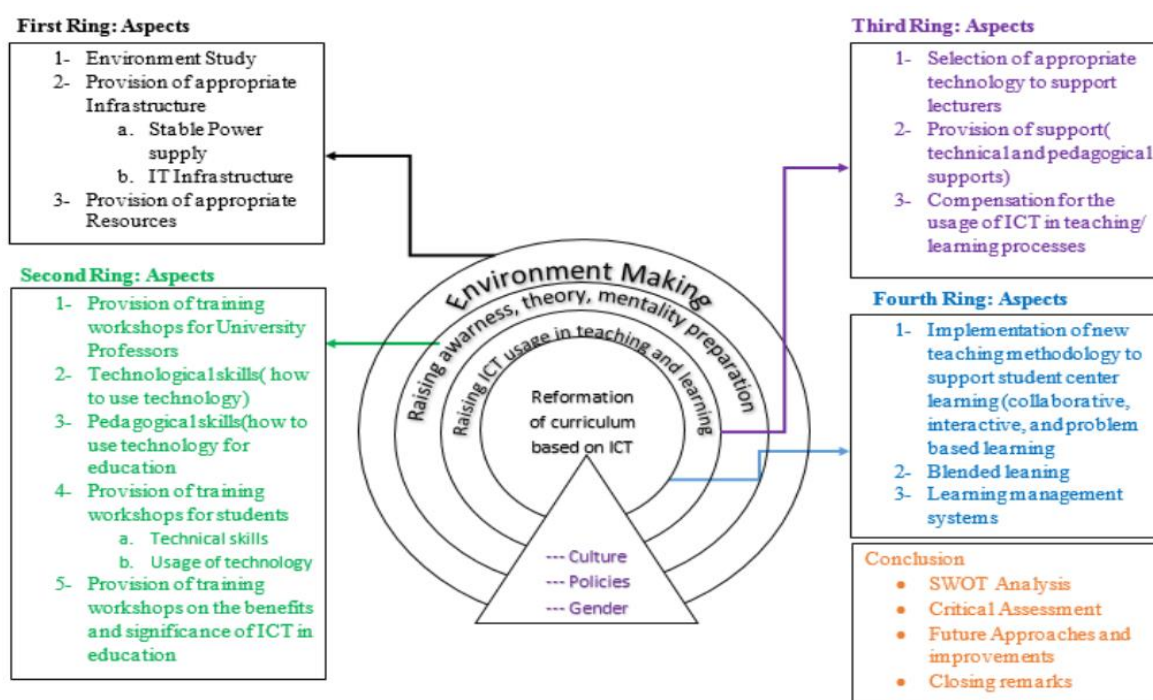 First Ring: Aspects
1- Environment Study
2- Provision of appropriate
Infrastructure
a. Stable Power
supply
b. IT Infrastructure
3- Provision of appropriate
Resources
Second Ring: Aspects
1- Provision of training
workshops for University
Professors
2- Technological skills( how
to use technology)
3- Pedagogical skills(how to
use technology for
education
4- Provision of training
workshops for students
a. Technical skills
b. Usage of technology
5- Provision of training
workshops on the benefits
and significance of ICT in
education
Environment Making
Raising awarness, theory, mentality preparation
Raising ICT usage in teaching and learning
Reformation
of curriculum
based on ICT
--- Culture
--- Policies
--- Gender
Third Ring: Aspects
1- Selection of appropriate
technology to support
lecturers
2- Provision of support(
technical and pedagogical
supports)
3- Compensation for the
usage of ICT in teaching/
learning processes
Fourth Ring: Aspects
1- Implementation of new
teaching methodology to
support student center
learning (collaborative,
interactive, and problem
based learning
2- Blended leaning
3- Learning management
systems
Conclusion
• SWOT Analysis
• Critical Assessment
• Future Approaches and
improvements
• Closing remarks